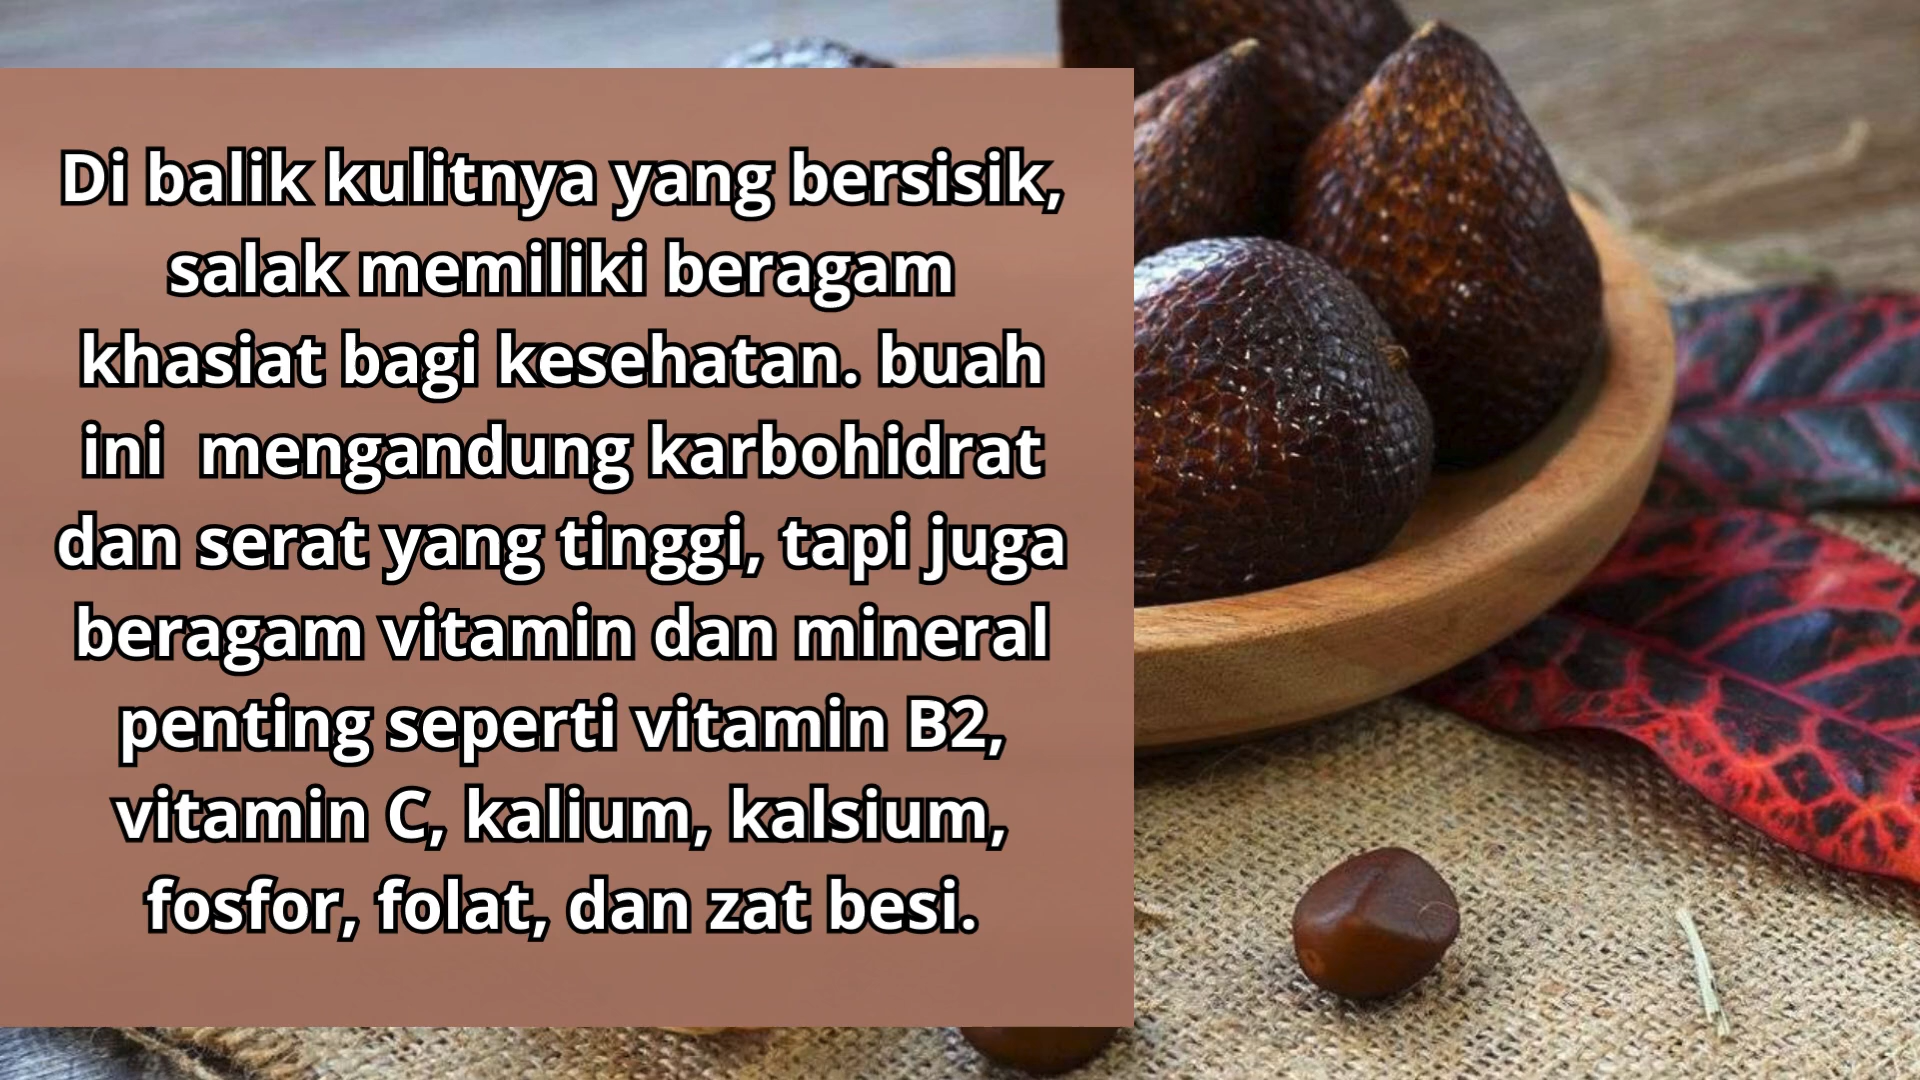 Di balik kulitnya yang bersisik,
salak memiliki beragam
khasiat bagi kesehatan. buah
ini  mengandung karbohidrat
dan serat yang tinggi, tapi juga
beragam vitamin dan mineral
penting seperti vitamin B2,
vitamin C, kalium, kalsium,
fosfor, folat, dan zat besi.